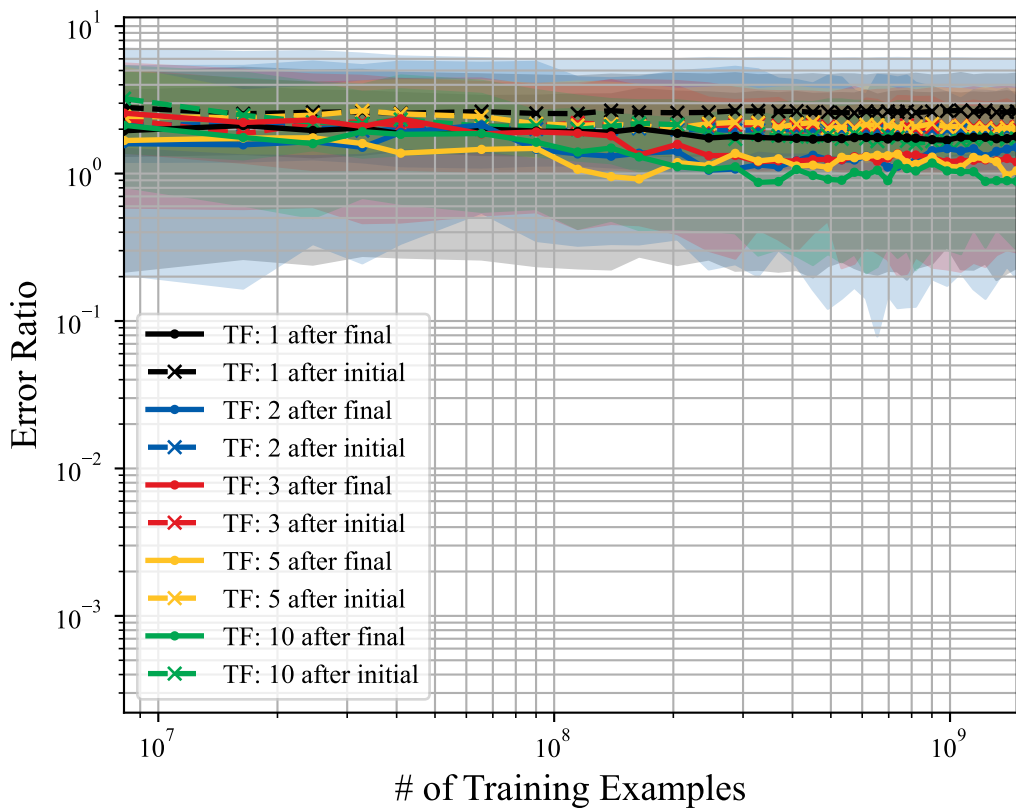 10^1
10^0
10^-1
10^-2
10^-3
Error Ratio
TF: 1 after final
TF: 1 after initial
TF: 2 after final
TF: 2 after initial
TF: 3 after final
TF: 3 after initial
TF: 5 after final
TF: 5 after initial
TF: 10 after final
TF: 10 after initial
10^7 10^8 10^9
# of Training Examples